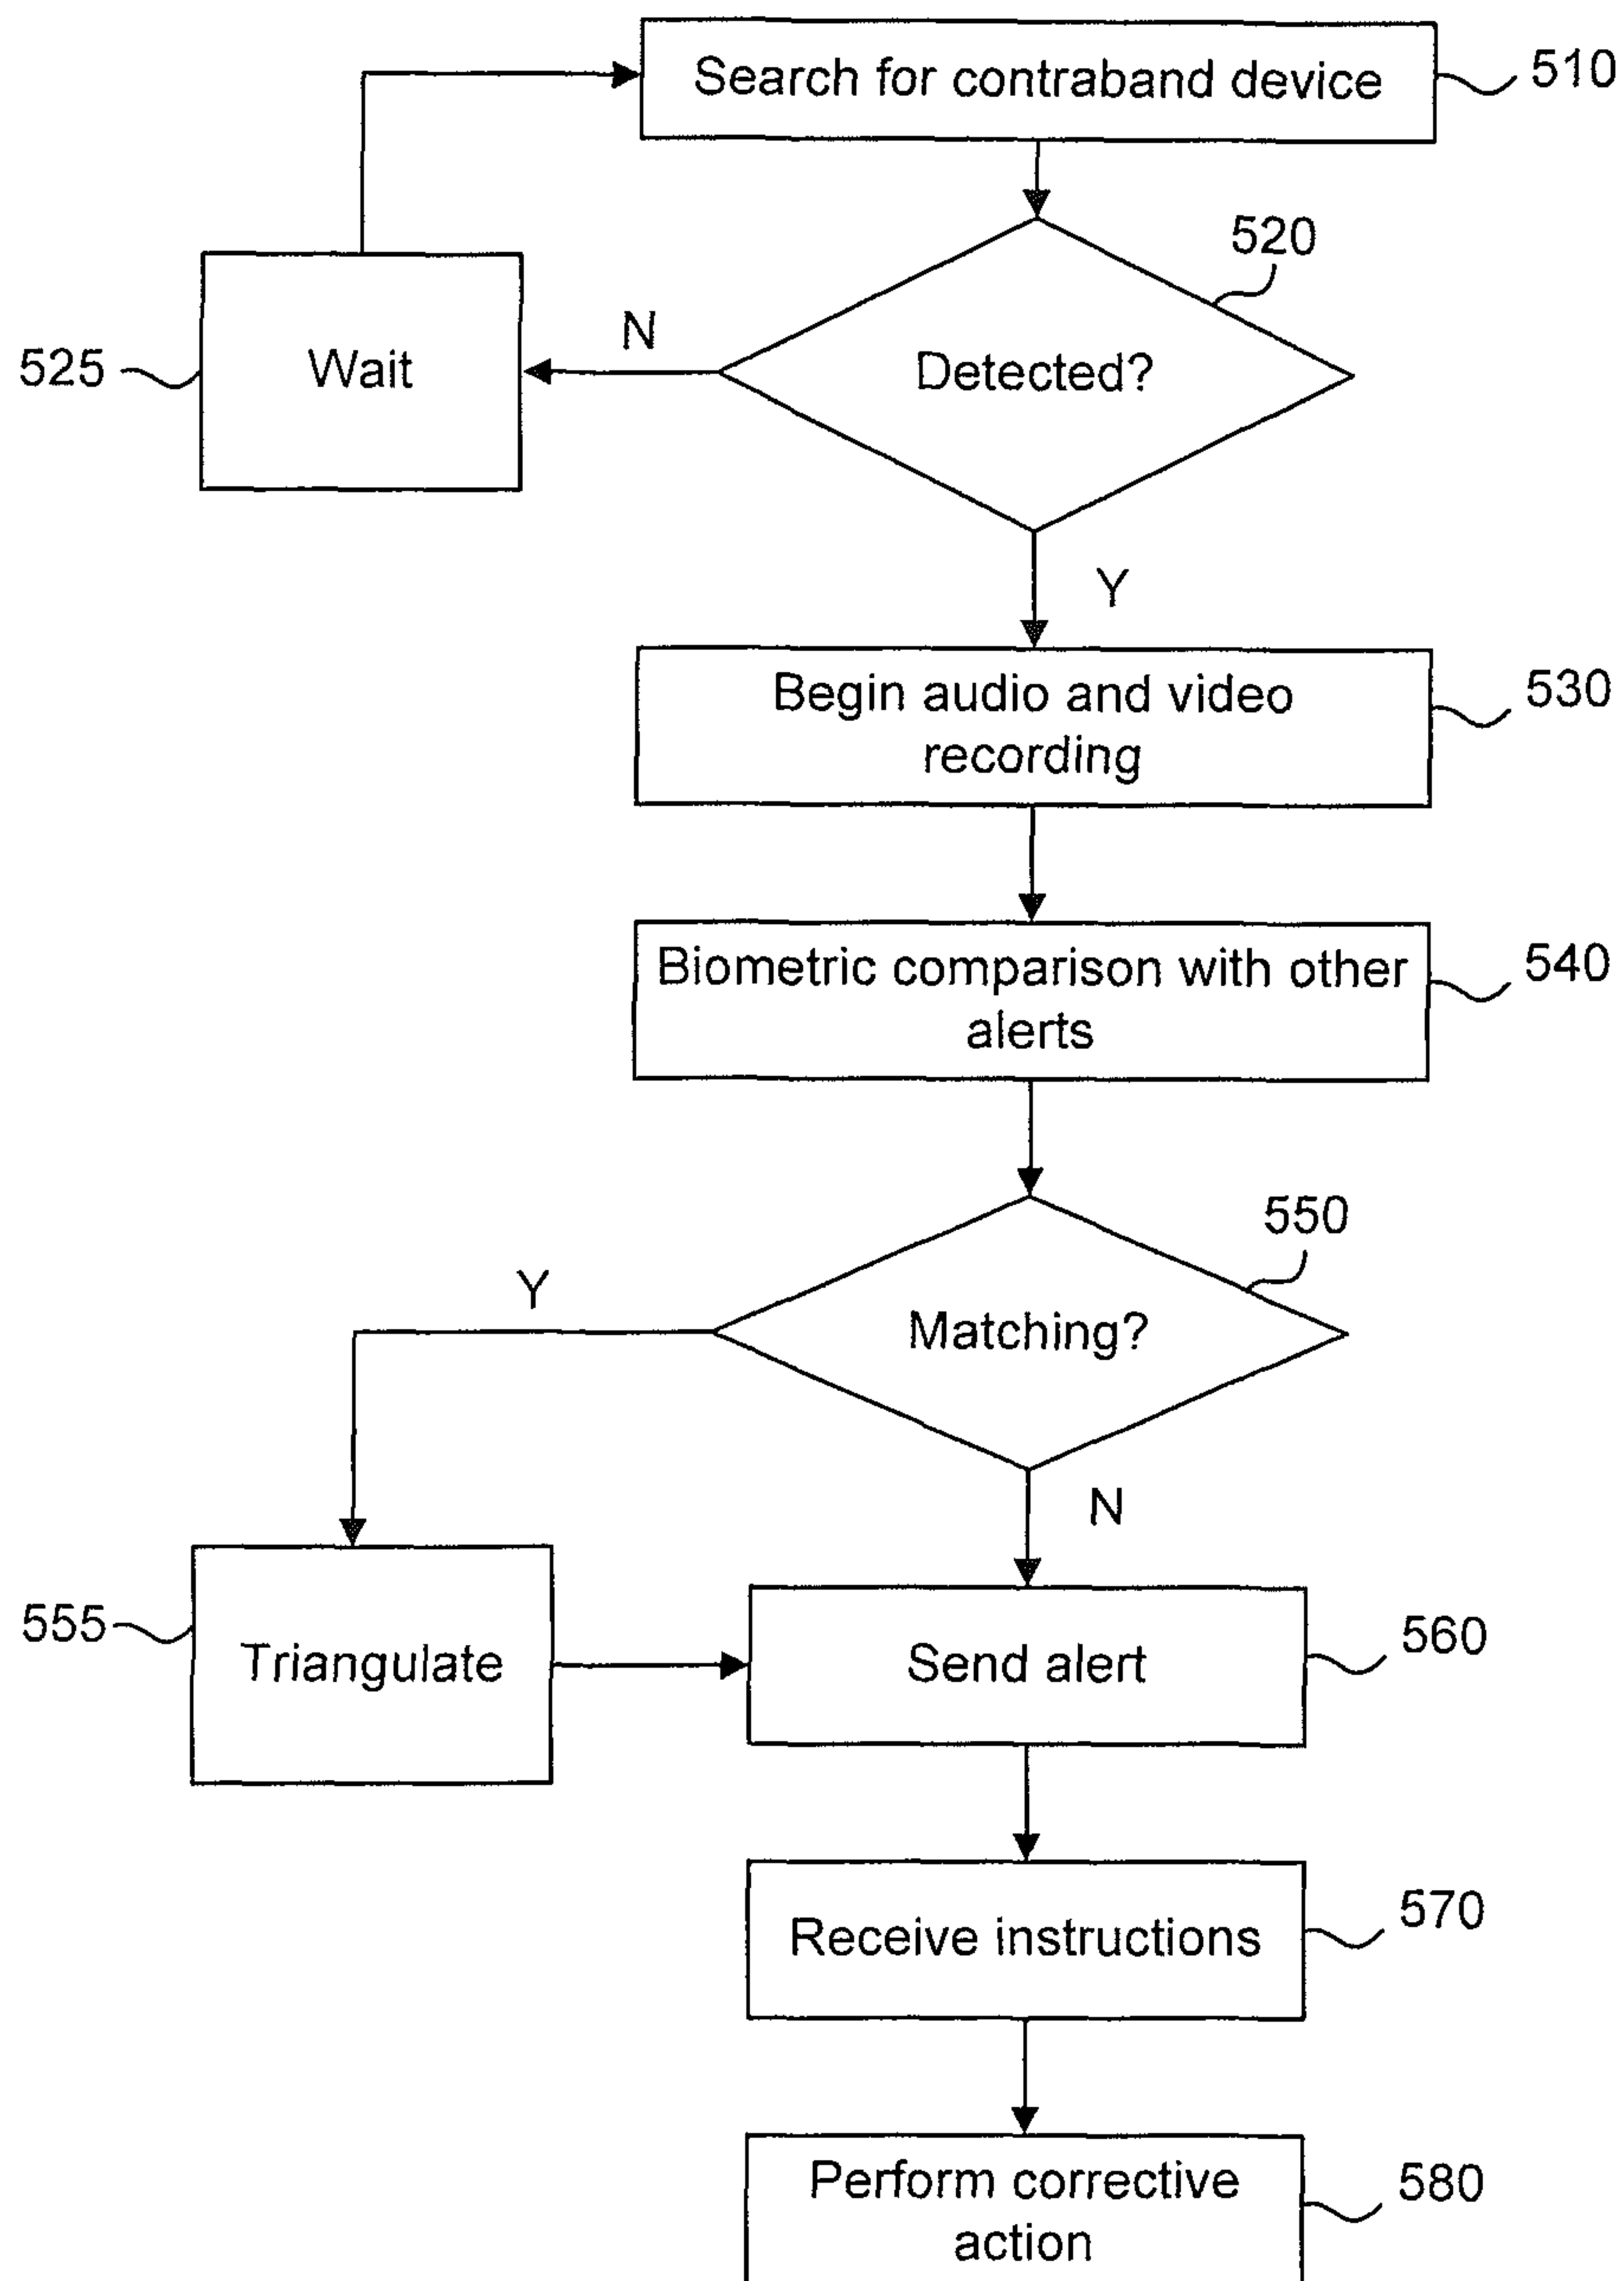 Search for contraband device
510
520
Detected?
N
Wait
525
Y
Begin audio and video
recording
530
Biometric comparison with other
alerts
540
550
Matching?
Y
N
Triangulate
555
Send alert
560
Receive instructions
570
Perform corrective
action
580